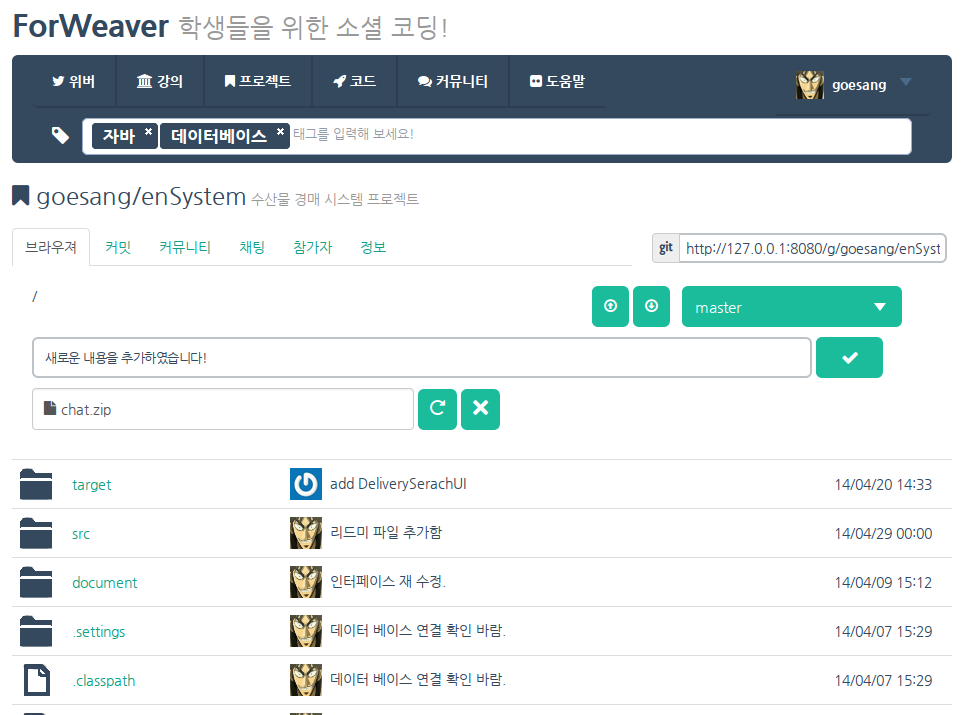 ForWeaver 학생들을 위한 소셜 코딩!
위버 강의 프로젝트 코드 커뮤니티 도움말 goesang
자바 × 데이터베이스 × 태그를 입력해 보세요!
goesang/enSystem 수산물 경매 시스템 프로젝트
브라우져 커밋 커뮤니티 채팅 참가자 정보 git http://127.0.0.1:8080/g/goesang/enSyst
/ master
새로운 내용을 추가하였습니다!
chat.zip
target add DeliverySerachUI 14/04/20 14:33
src 리드미 파일 추가함 14/04/29 00:00
document 인터페이스 재 수정. 14/04/09 15:12
.settings 데이터 베이스 연결 확인 바람. 14/04/07 15:29
.classpath 데이터 베이스 연결 확인 바람. 14/04/07 15:29